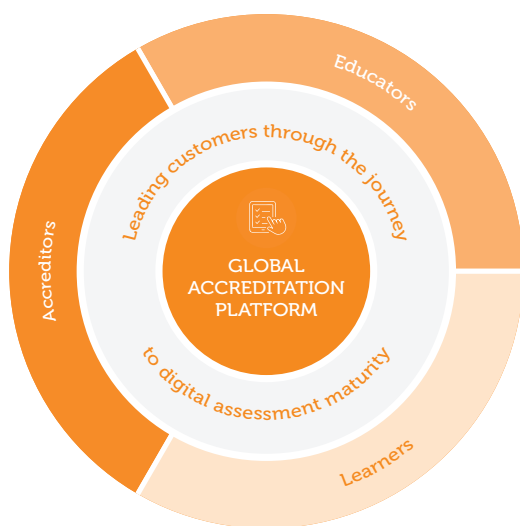 Educators
Leading customers through the journey
Accreditors
GLOBAL
ACCREDITATION
PLATFORM
to digital assessment maturity
Learners